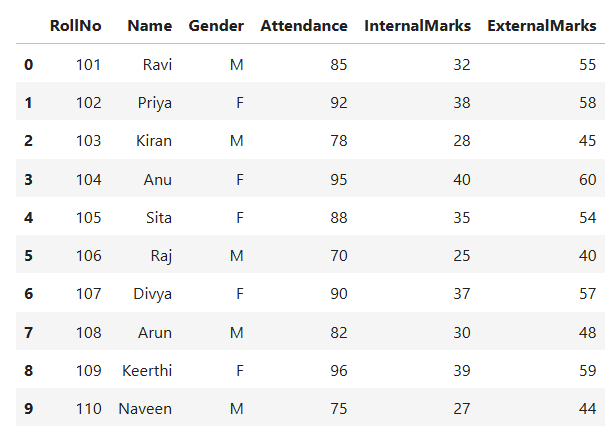 RollNo Name Gender Attendance InternalMarks ExternalMarks
0 101 Ravi M 85 32 55
1 102 Priya F 92 38 58
2 103 Kiran M 78 28 45
3 104 Anu F 95 40 60
4 105 Sita F 88 35 54
5 106 Raj M 70 25 40
6 107 Divya F 90 37 57
7 108 Arun M 82 30 48
8 109 Keerthi F 96 39 59
9 110 Naveen M 75 27 44